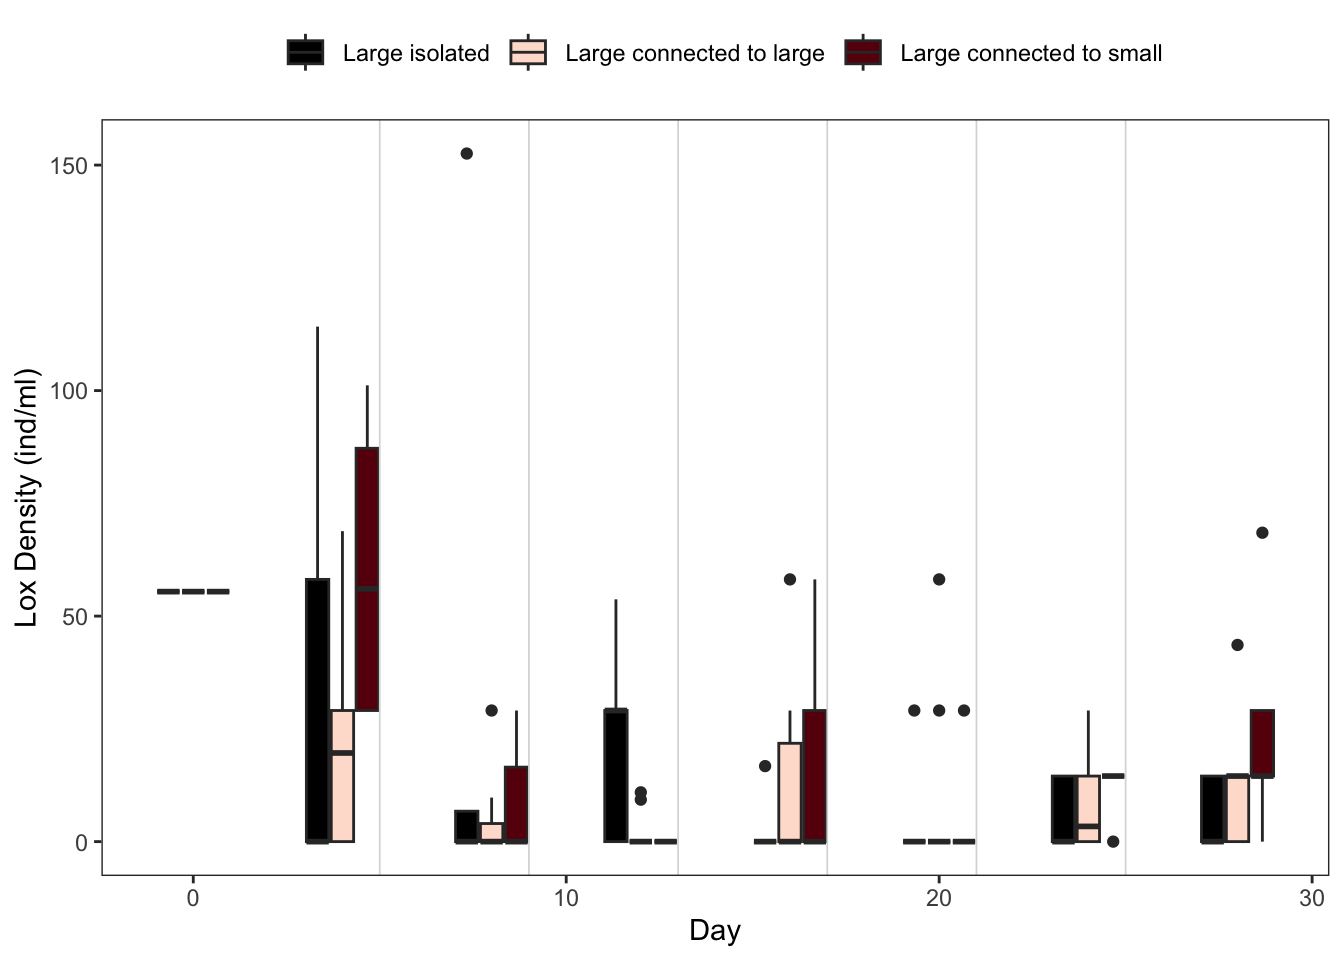 Large isolated Large connected to large Large connected to small
150
100
50
0
Lox Density (ind/ml)
0 10 20 30
Day